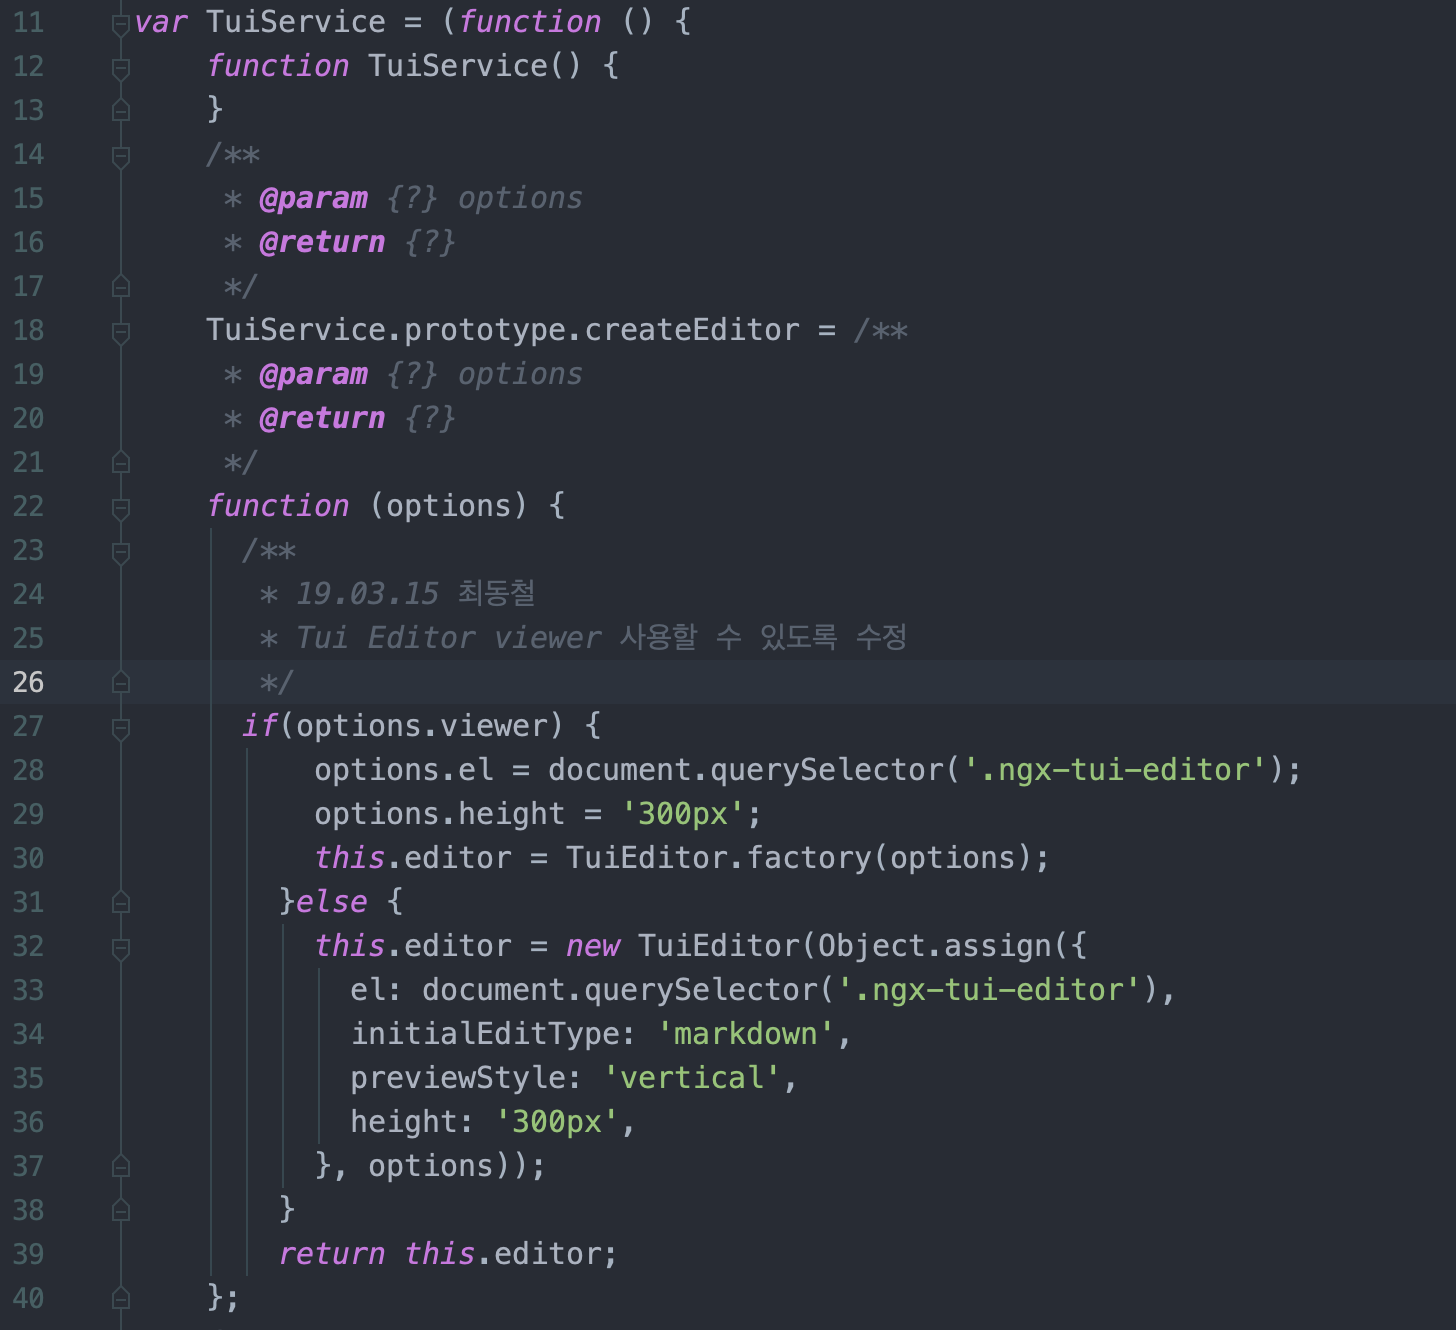 11 var TuiService = (function () {
12 function TuiService() {
13 }
14 /**
15 * @param {?} options
16 * @return {?}
17 */
18 TuiService.prototype.createEditor = /**
19 * @param {?} options
20 * @return {?}
21 */
22 function (options) {
23 /**
24 * 19.03.15 최동철
25 * Tui Editor viewer 사용할 수 있도록 수정
26 */
27 if(options.viewer) {
28 options.el = document.querySelector('.ngx-tui-editor');
29 options.height = '300px';
30 this.editor = TuiEditor.factory(options);
31 }else {
32 this.editor = new TuiEditor(Object.assign({
33 el: document.querySelector('.ngx-tui-editor'),
34 initialEditType: 'markdown',
35 previewStyle: 'vertical',
36 height: '300px',
37 }, options));
38 }
39 return this.editor;
40 };